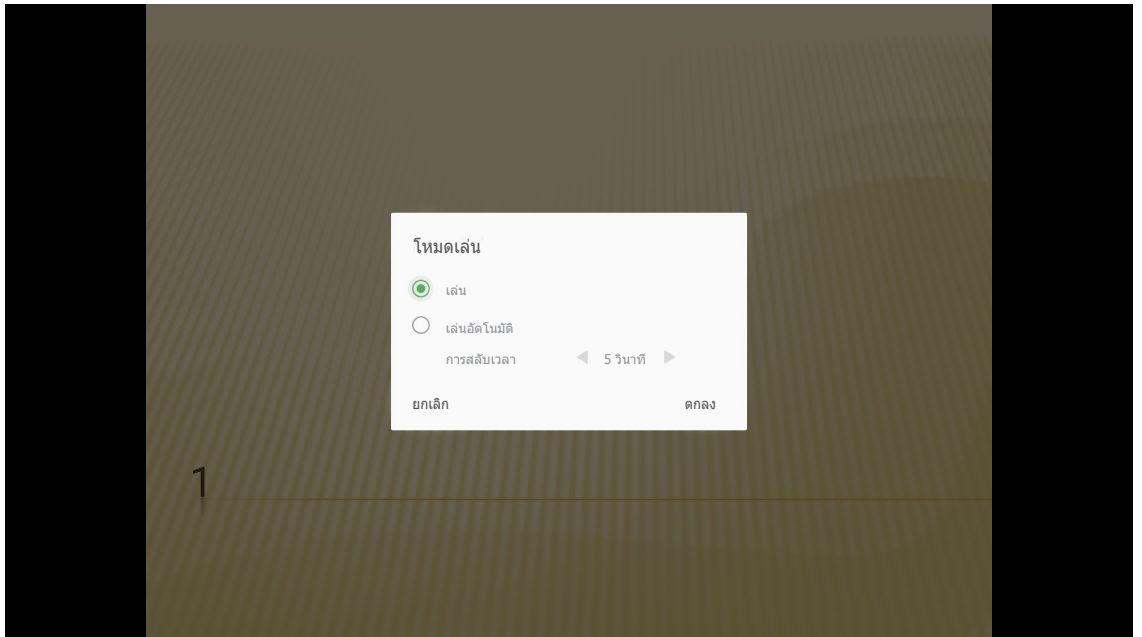 โหมดเล่น
เล่น
เล่นอัตโนมัติ
การสลับเวลา 5 วินาที
ยกเลิก ตกลง
1